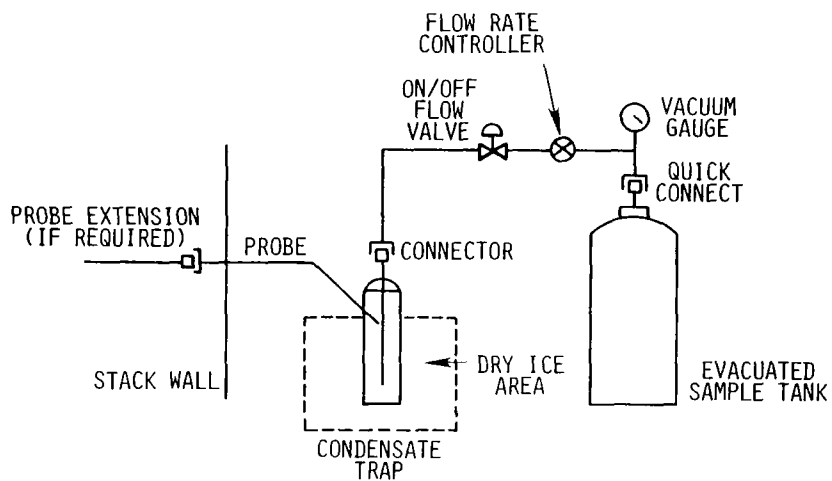 FLOW RATE
CONTROLLER
ON/OFF
FLOW
VALVE
VACUUM
GAUGE
QUICK
CONNECT
PROBE EXTENSION
(IF REQUIRED)
PROBE
CONNECTOR
STACK WALL
DRY ICE
AREA
EVACUATED
SAMPLE TANK
CONDENSATE
TRAP